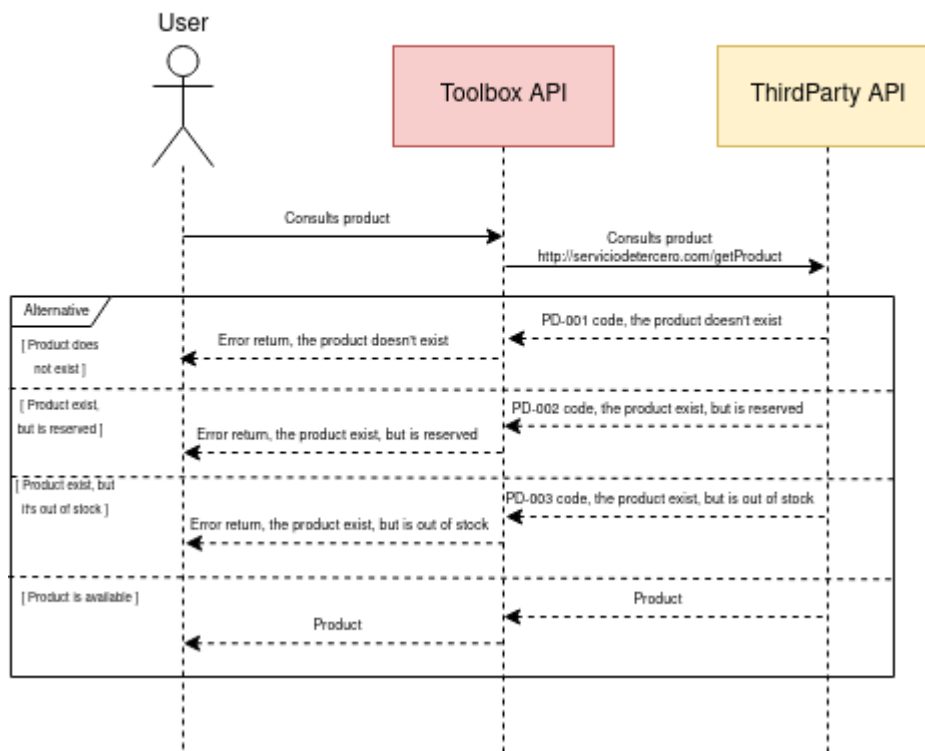 User
Toolbox API
ThirdParty API
Consults product
Consults product
http://serviciodetercero.com/getProduct
Alternative
[ Product does
not exist ]
Error return, the product doesn't exist
PD-001 code, the product doesn't exist
[ Product exist,
but is reserved ]
PD-002 code, the product exist, but is reserved
Error return, the product exist, but is reserved
[ Product exist, but
it's out of stock ]
PD-003 code, the product exist, but is out of stock
Error return, the product exist, but is out of stock
[ Product is available ]
Product
Product